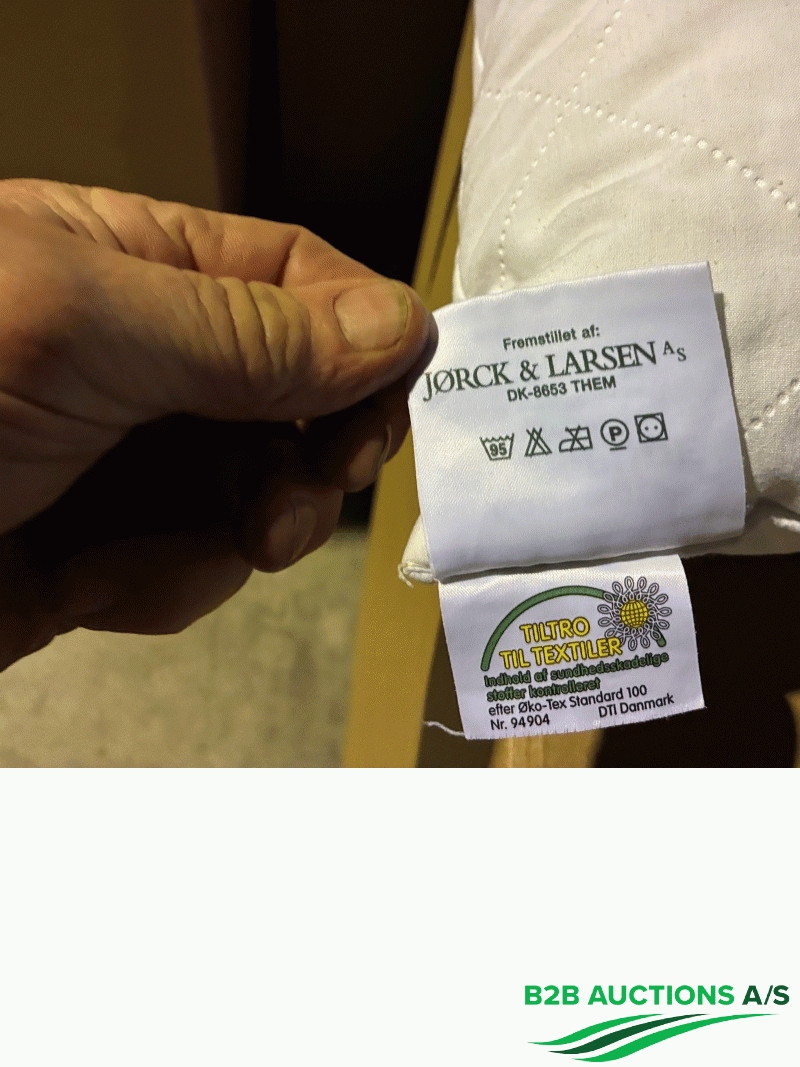 Fremstillet af:
JØRCK & LARSEN A S
DK-8653 THEM
95 P
TILTRO
TIL TEXTILER
Indhold af sundhedsskadelige
stoffer kontrolleret
efter Øko-Tex Standard 100
Nr. 94904 DTI Danmark
B2B AUCTIONS A/S